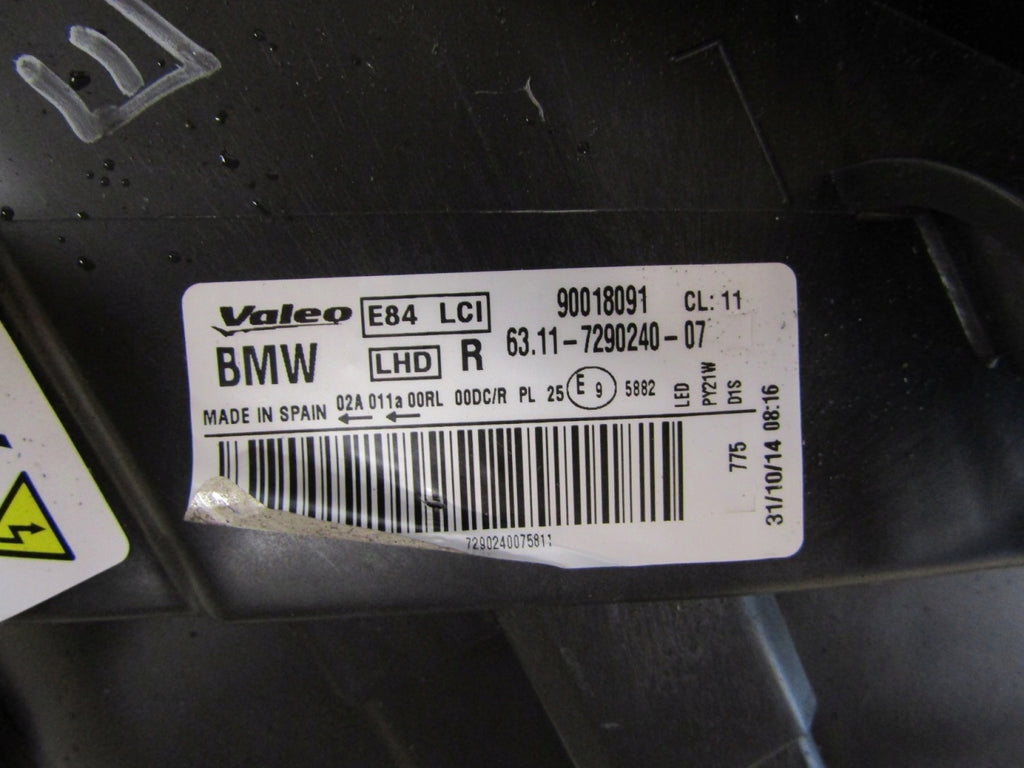 Valeo E84 LCI 90018091 CL: 11
BMW LHD R 63.11-7290240-07
MADE IN SPAIN 02A 011a 00RL 00DC/R PL 25 E 9 5882
LED
PY21W
D1S
775
31/10/14 08:16
7290240075811